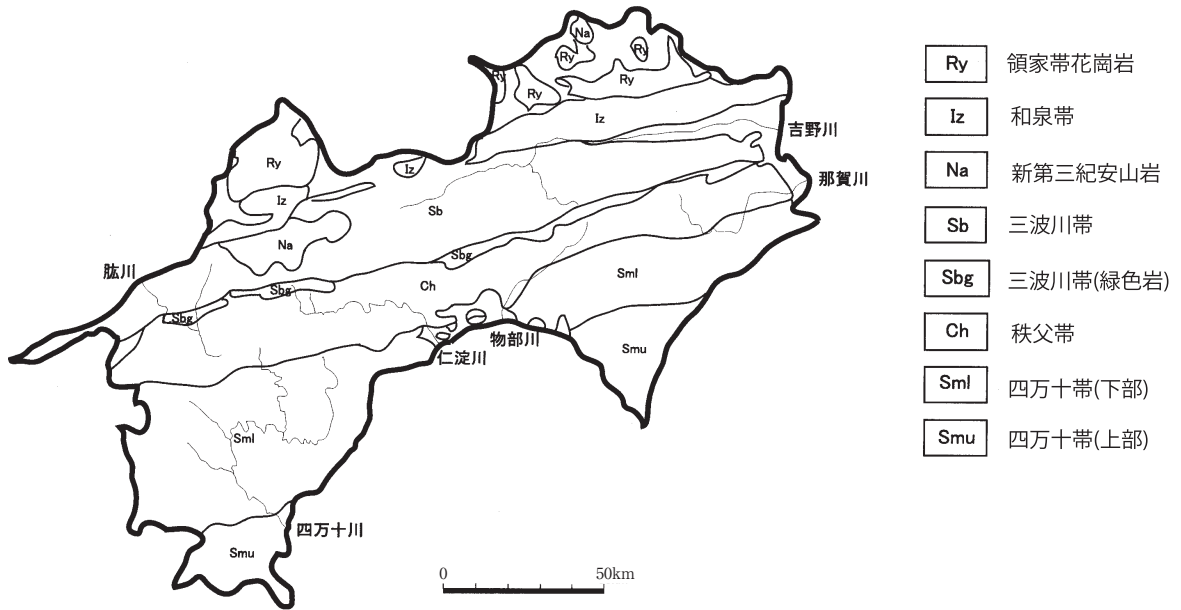 Na
Ry
Ry
Ry
Ry
Ry
Iz
吉野川
Ry
Iz
那賀川
Iz
Sb
Na
Sbg
肱川
Sml
Sbg
Ch
Sbg
物部川
Smu
仁淀川
Sml
四万十川
Smu
0 50km
Ry 領家帯花崗岩
Iz 和泉帯
Na 新第三紀安山岩
Sb 三波川帯
Sbg 三波川帯(緑色岩)
Ch 秩父帯
Sml 四万十帯(下部)
Smu 四万十帯(上部)